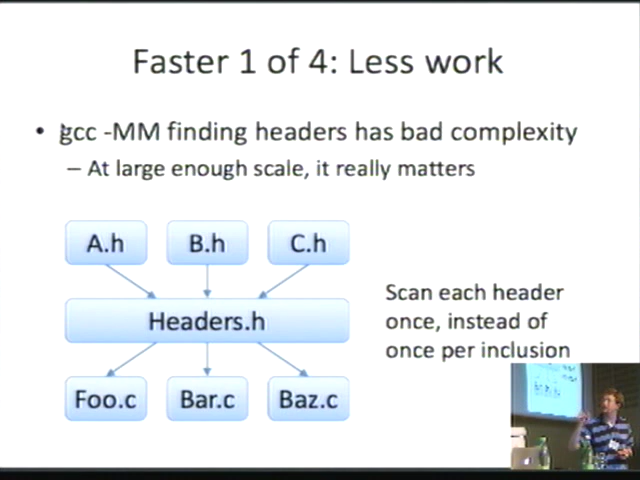 Faster 1 of 4: Less work
• gcc -MM finding headers has bad complexity
– At large enough scale, it really matters
A.h B.h C.h
Headers.h
Foo.c Bar.c Baz.c
Scan each header
once, instead of
once per inclusion